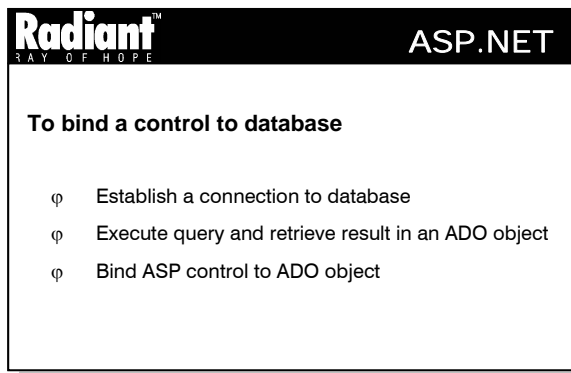 Radiant™
RAY OF HOPE
ASP.NET
To bind a control to database
φ Establish a connection to database
φ Execute query and retrieve result in an ADO object
φ Bind ASP control to ADO object